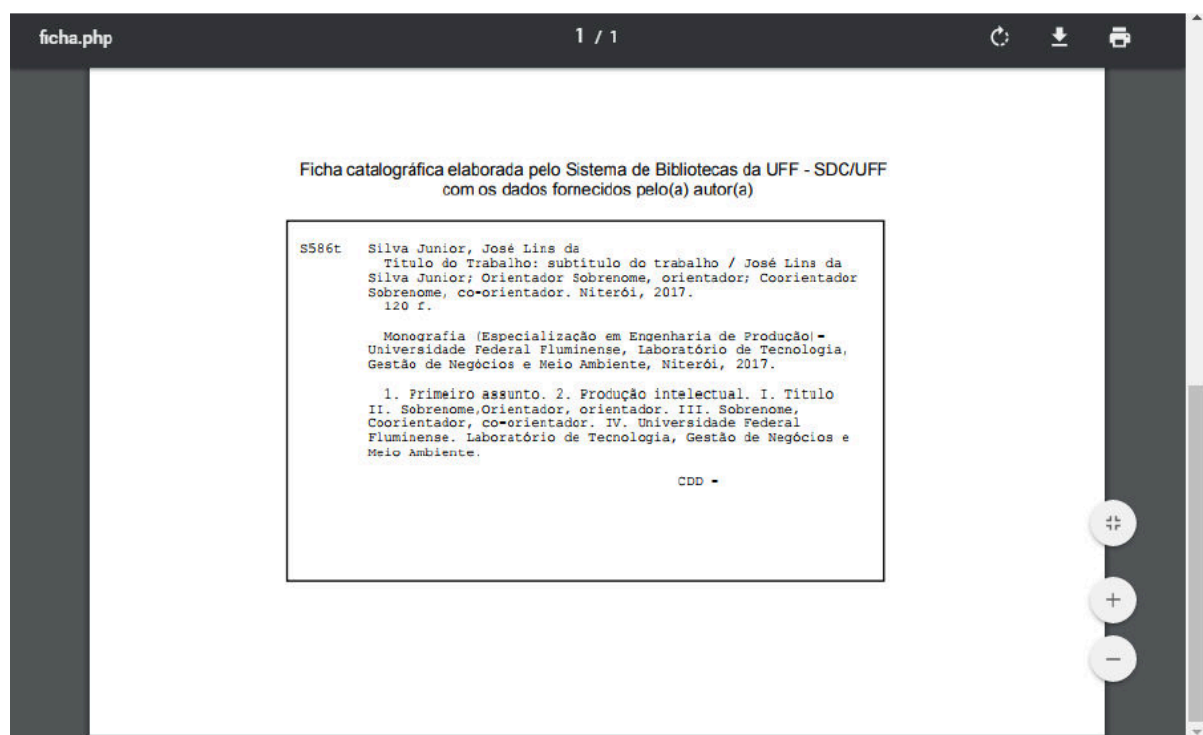 ficha.php 1 / 1
Ficha catalográfica elaborada pelo Sistema de Bibliotecas da UFF - SDC/UFF
com os dados fornecidos pelo(a) autor(a)
S586t Silva Junior, José Lins da
Título do Trabalho: subtítulo do trabalho / José Lins da
Silva Junior; Orientador Sobrenome, orientador; Coorientador
Sobrenome, co-orientador. Niterói, 2017.
120 f.
Monografia (Especialização em Engenharia de Produção)-
Universidade Federal Fluminense, Laboratório de Tecnologia,
Gestão de Negócios e Meio Ambiente, Niterói, 2017.
1. Primeiro assunto. 2. Produção intelectual. I. Título
II. Sobrenome,Orientador, orientador. III. Sobrenome,
Coorientador, co-orientador. IV. Universidade Federal
Fluminense. Laboratório de Tecnologia, Gestão de Negócios e
Meio Ambiente.
CDD -